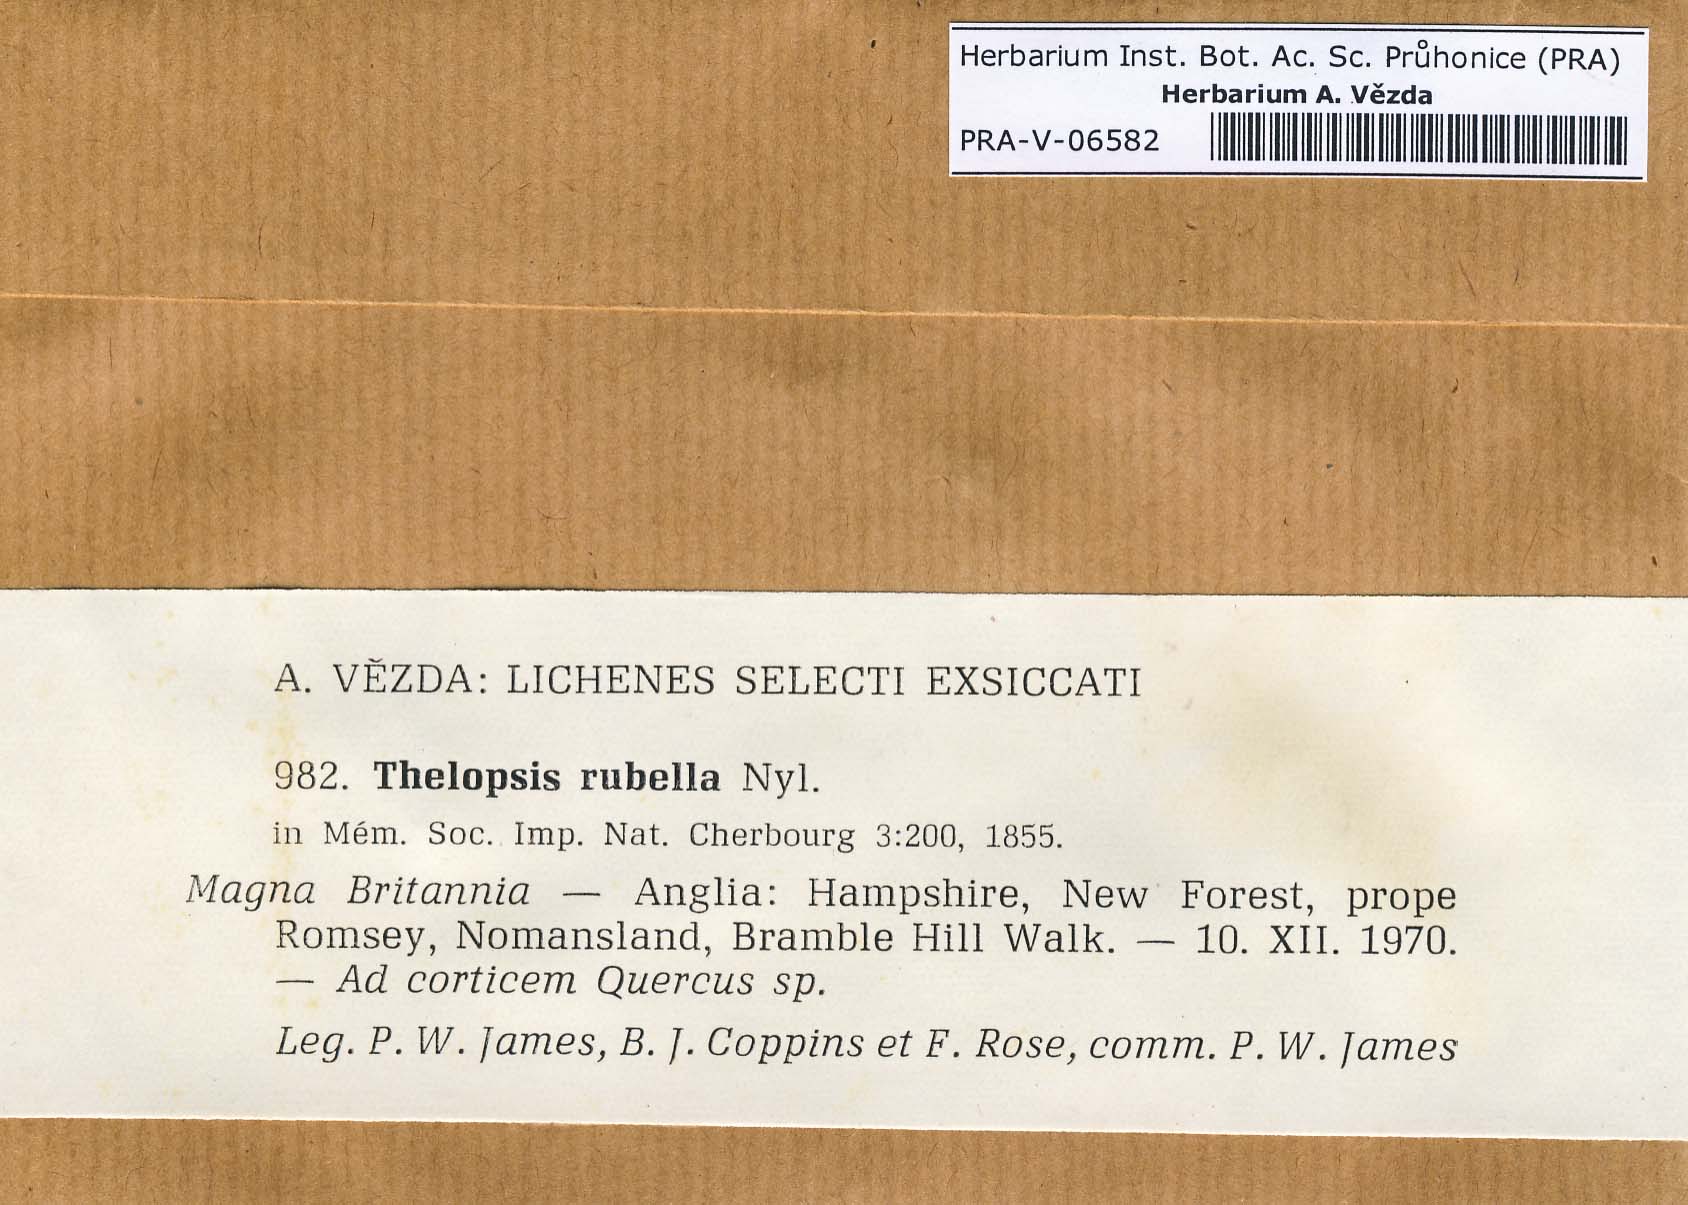 Herbarium Inst. Bot. Ac. Sc. Průhonice (PRA)
Herbarium A. Vězda
PRA-V-06582
A. VĚZDA: LICHENES SELECTI EXSICCATI
982. Thelopsis rubella Nyl.
in Mém. Soc. Imp. Nat. Cherbourg 3:200, 1855.
Magna Britannia — Anglia: Hampshire, New Forest, prope
Romsey, Nomansland, Bramble Hill Walk. — 10. XII. 1970.
— Ad corticem Quercus sp.
Leg. P. W. James, B. J. Coppins et F. Rose, comm. P. W. James